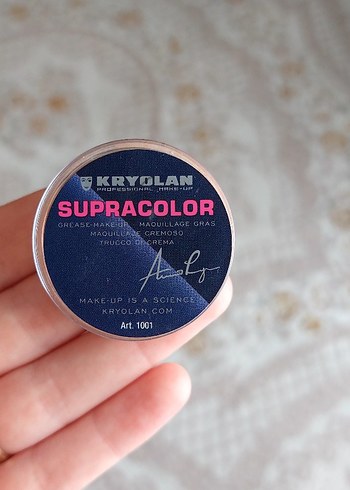 KRYOLAN
PROFESSIONAL MAKE-UP
SUPRACOLOR
GREASE-MAKE-UP · MAQUILLAGE GRAS
MAQUILLAJE CREMOSO
TRUCCO DI CREMA
MAKE-UP IS A SCIENCE
KRYOLAN.COM
Art. 1001